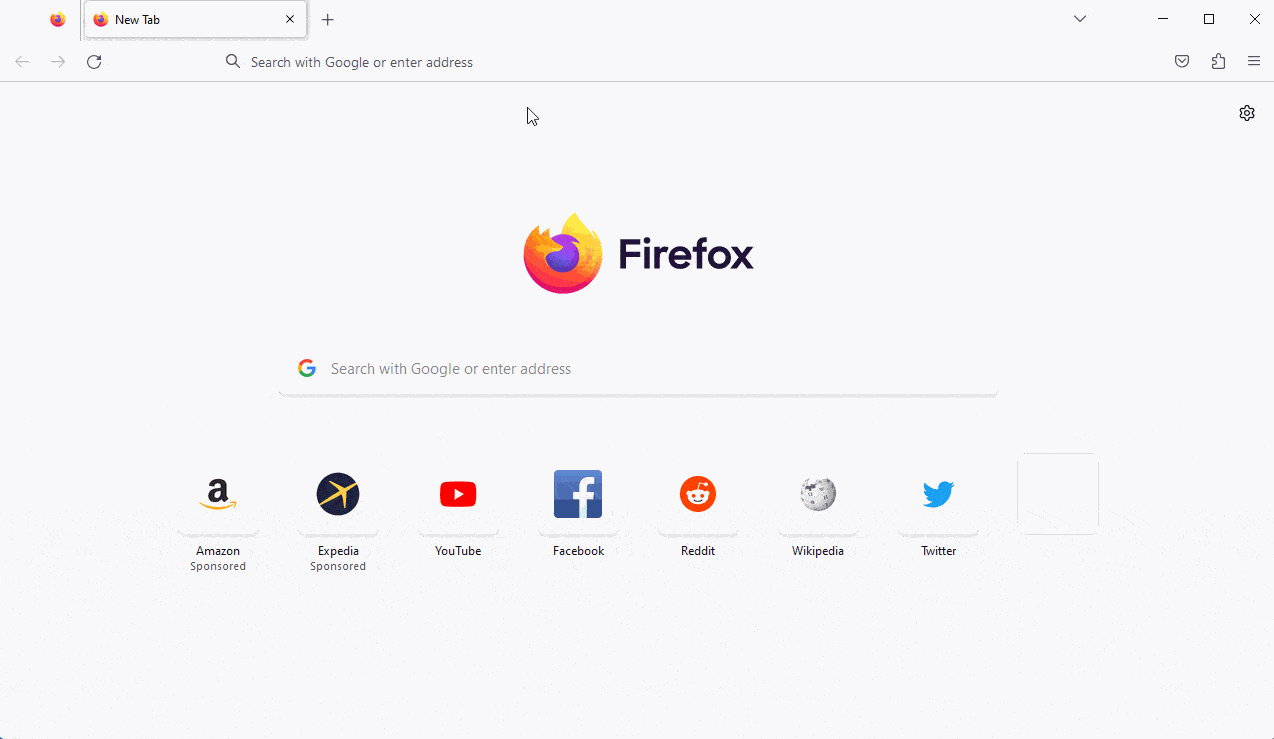 New Tab
Search with Google or enter address
Firefox
Search with Google or enter address
Amazon
Sponsored
Expedia
Sponsored
YouTube
Facebook
Reddit
Wikipedia
Twitter